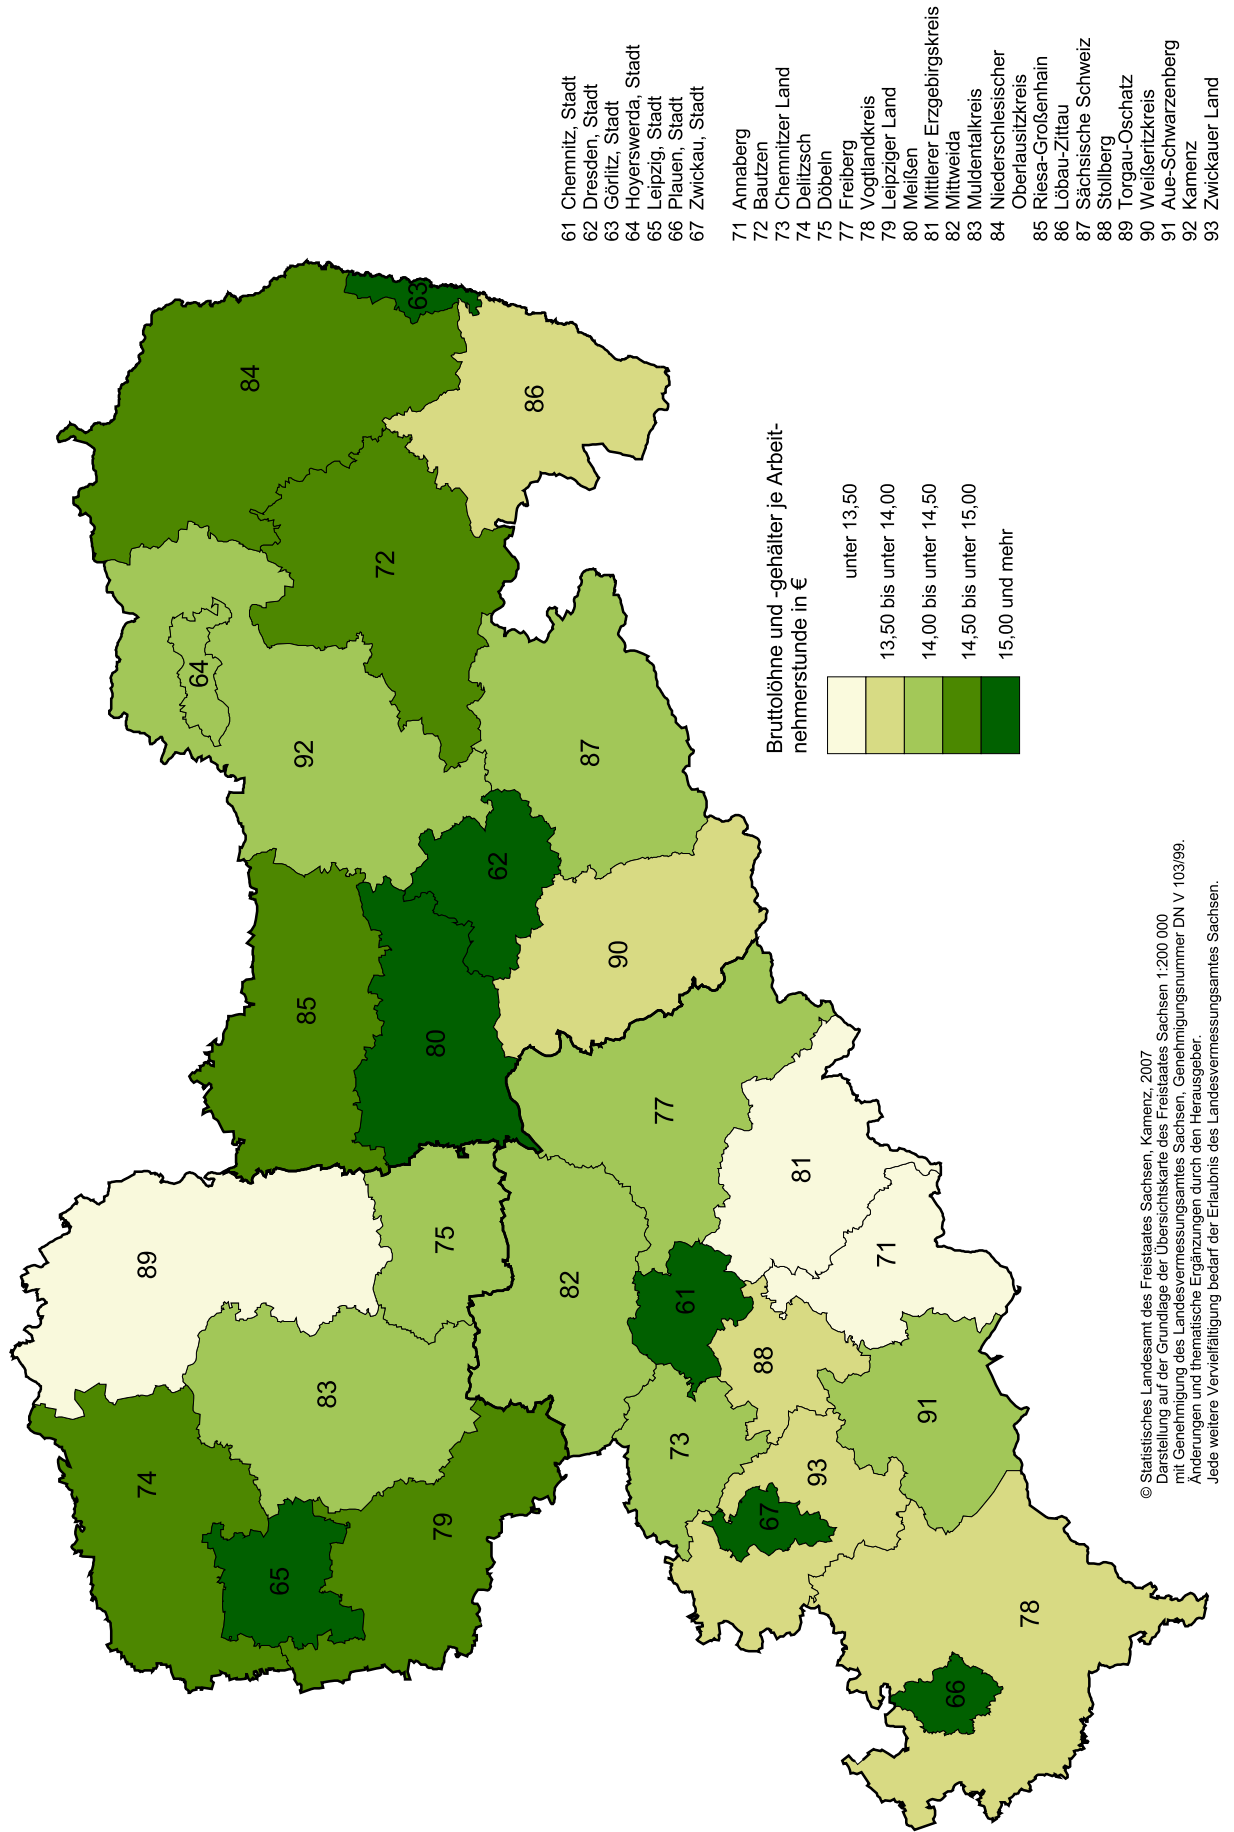 84
63
86
72
64
92
87
62
85
80
90
77
89
75
82
81
71
61
83
88
73
91
74
79
93
67
65
78
66
Bruttolöhne und -gehälter je Arbeit-
nehmerstunde in €
unter 13,50
13,50 bis unter 14,00
14,00 bis unter 14,50
14,50 bis unter 15,00
15,00 und mehr
61 Chemnitz, Stadt
62 Dresden, Stadt
63 Görlitz, Stadt
64 Hoyerswerda, Stadt
65 Leipzig, Stadt
66 Plauen, Stadt
67 Zwickau, Stadt
71 Annaberg
72 Bautzen
73 Chemnitzer Land
74 Delitzsch
75 Döbeln
77 Freiberg
78 Vogtlandkreis
79 Leipziger Land
80 Meißen
81 Mittlerer Erzgebirgskreis
82 Mittweida
83 Muldentalkreis
84 Niederschlesischer
Oberlausitzkreis
85 Riesa-Großenhain
86 Löbau-Zittau
87 Sächsische Schweiz
88 Stollberg
89 Torgau-Oschatz
90 Weißeritzkreis
91 Aue-Schwarzenberg
92 Kamenz
93 Zwickauer Land
© Statistisches Landesamt des Freistaates Sachsen, Kamenz, 2007
Darstellung auf der Grundlage der Übersichtskarte des Freistaates Sachsen 1:200 000
mit Genehmigung des Landesvermessungsamtes Sachsen, Genehmigungsnummer DN V 103/99.
Änderungen und thematische Ergänzungen durch den Herausgeber.
Jede weitere Vervielfältigung bedarf der Erlaubnis des Landesvermessungsamtes Sachsen.